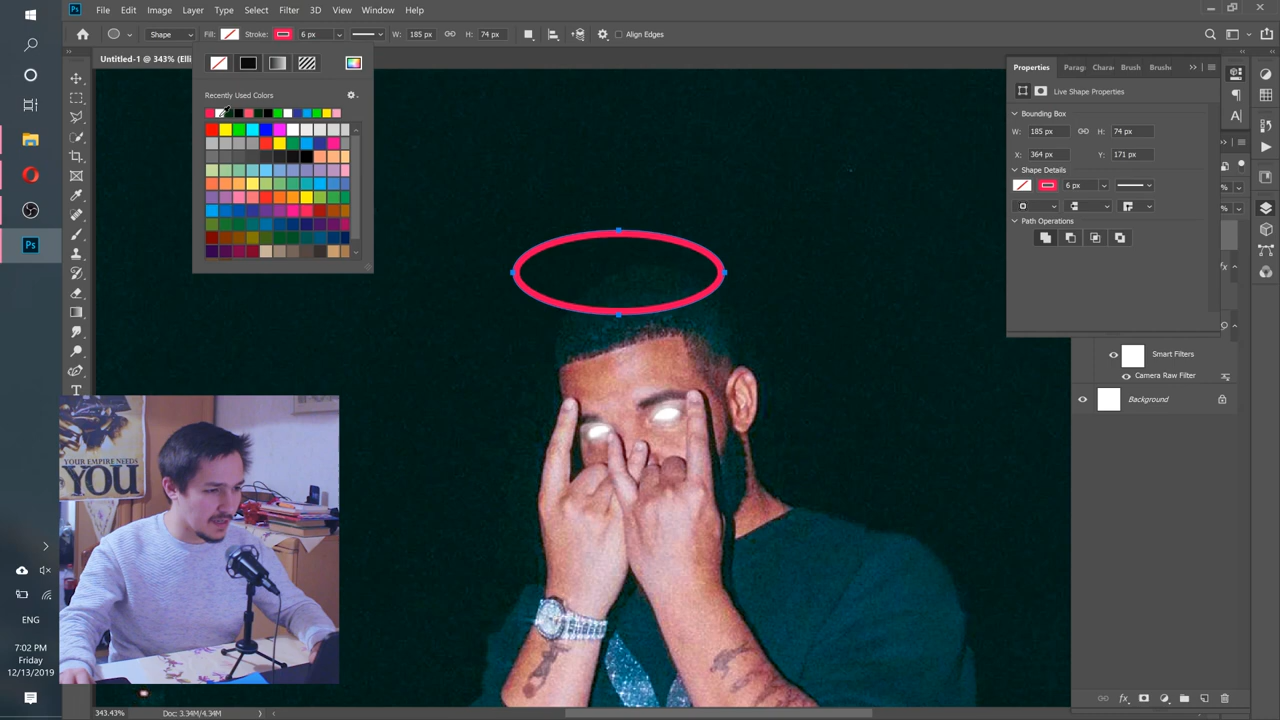 Ps File Edit Image Layer Type Select Filter 3D View Window Help
Shape Fill: Stroke: 6 px W: 185 px H: 74 px Align Edges
Untitled-1 @ 343% (Elli
Recently Used Colors
Properties Parag Chara Brush Brushe
Live Shape Properties
Bounding Box
W: 185 px H: 74 px
X: 364 px Y: 171 px
Shape Details
6 px
Path Operations
Smart Filters
Camera Raw Filter
Background
Ps
YOUR EMPIRE NEEDS
YOU
ENG
7:02 PM
Friday
12/13/2019
343.43% Doc: 3.34M/4.34M
fx